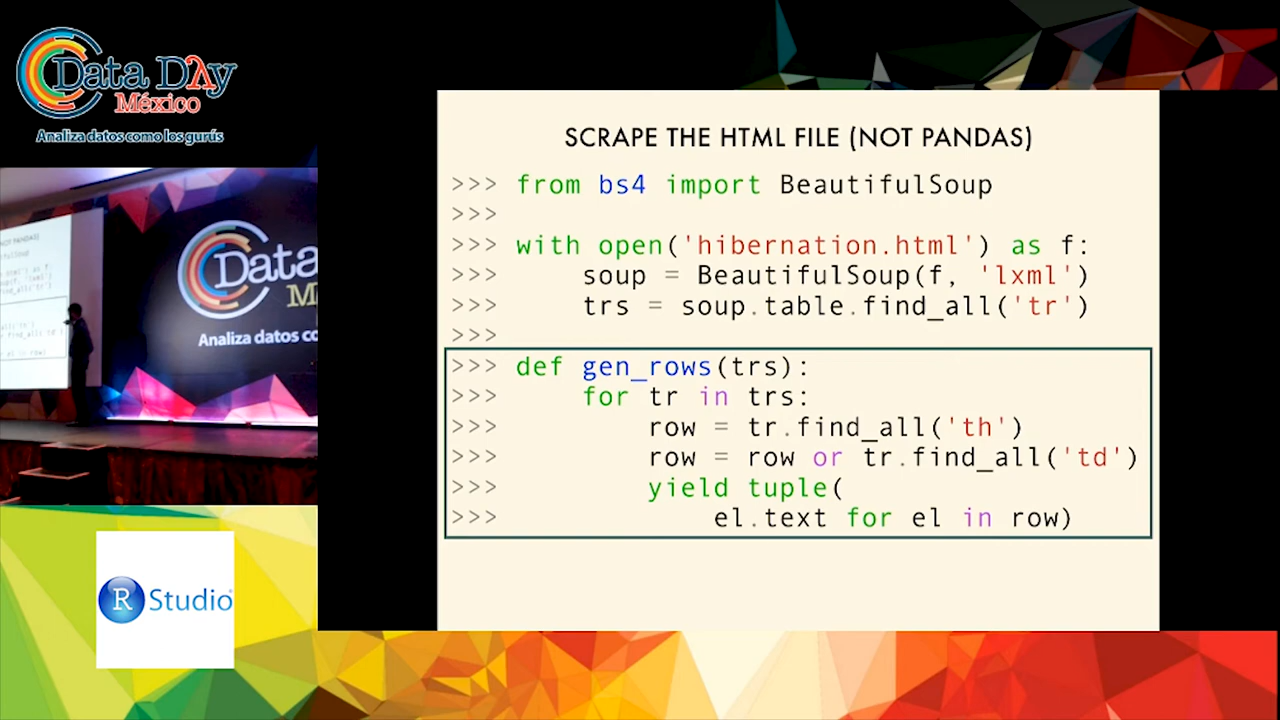 Data DAy
México
Analiza datos como los gurús
SCRAPE THE HTML FILE (NOT PANDAS)
>>> from bs4 import BeautifulSoup
>>>
>>> with open('hibernation.html') as f:
>>>     soup = BeautifulSoup(f, 'lxml')
>>>     trs = soup.table.find_all('tr')
>>>
>>> def gen_rows(trs):
>>>     for tr in trs:
>>>         row = tr.find_all('th')
>>>         row = row or tr.find_all('td')
>>>         yield tuple(
>>>             el.text for el in row)
Data
M
Analiza datos co
R Studio